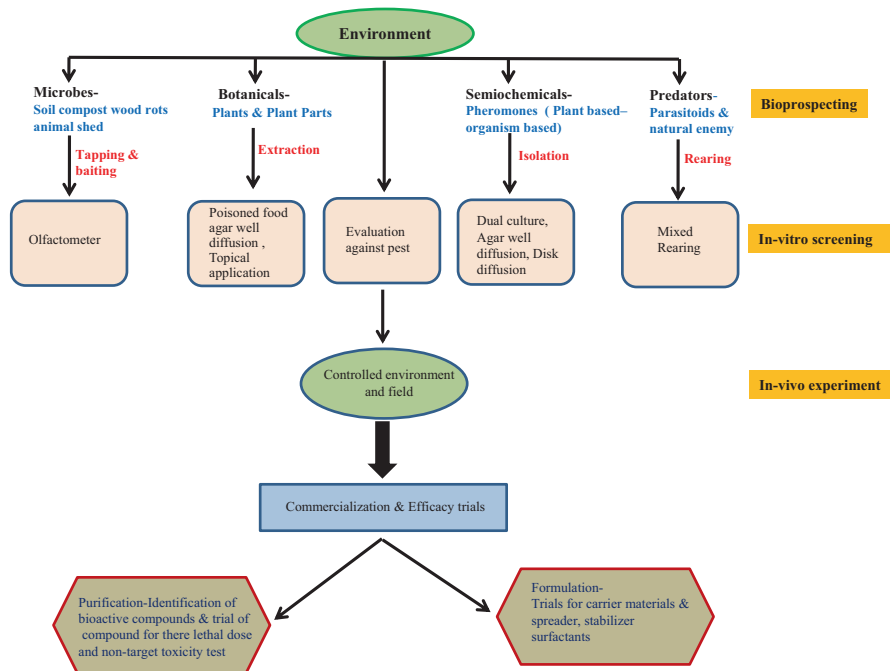 Environment
Microbes-
Soil compost wood rots
animal shed
Botanicals-
Plants & Plant Parts
Semiochemicals-
Pheromones ( Plant based–
organism based)
Predators-
Parasitoids &
natural enemy
Bioprospecting
Tapping &
baiting
Extraction
Isolation
Rearing
Olfactometer
Poisoned food
agar well
diffusion ,
Topical
application
Evaluation
against pest
Dual culture,
Agar well
diffusion, Disk
diffusion
Mixed
Rearing
In-vitro screening
Controlled environment
and field
In-vivo experiment
Commercialization & Efficacy trials
Purification-Identification of
bioactive compounds & trial of
compound for there lethal dose
and non-target toxicity test
Formulation-
Trials for carrier materials &
spreader, stabilizer
surfactants